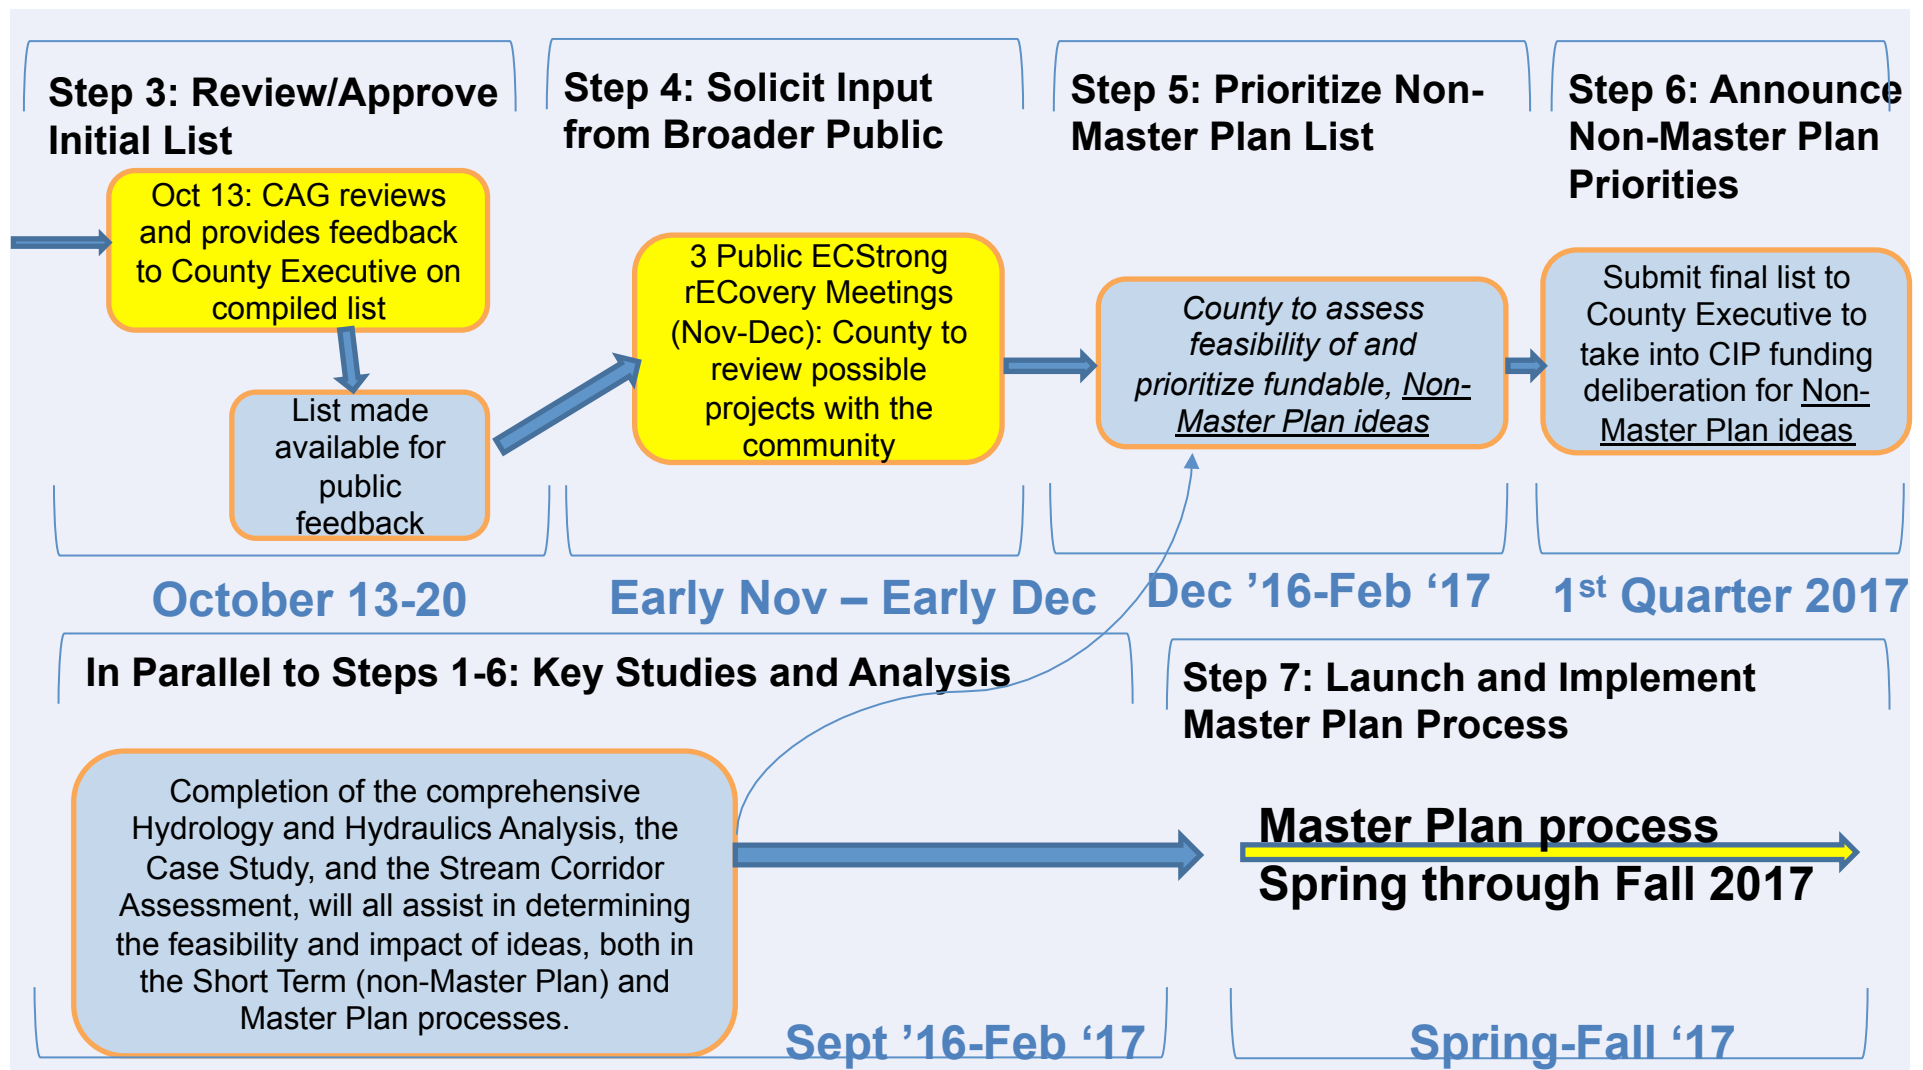 Step 3: Review/Approve
Initial List
Oct 13: CAG reviews
and provides feedback
to County Executive on
compiled list
List made
available for
public
feedback
October 13-20
Step 4: Solicit Input
from Broader Public
3 Public ECStrong
rECovery Meetings
(Nov-Dec): County to
review possible
projects with the
community
Early Nov – Early Dec
Step 5: Prioritize Non-
Master Plan List
County to assess
feasibility of and
prioritize fundable, Non-
Master Plan ideas
Dec ’16-Feb ‘17
Step 6: Announce
Non-Master Plan
Priorities
Submit final list to
County Executive to
take into CIP funding
deliberation for Non-
Master Plan ideas
1st Quarter 2017
In Parallel to Steps 1-6: Key Studies and Analysis
Completion of the comprehensive
Hydrology and Hydraulics Analysis, the
Case Study, and the Stream Corridor
Assessment, will all assist in determining
the feasibility and impact of ideas, both in
the Short Term (non-Master Plan) and
Master Plan processes.
Sept ’16-Feb ‘17
Step 7: Launch and Implement
Master Plan Process
Master Plan process
Spring through Fall 2017
Spring-Fall ‘17